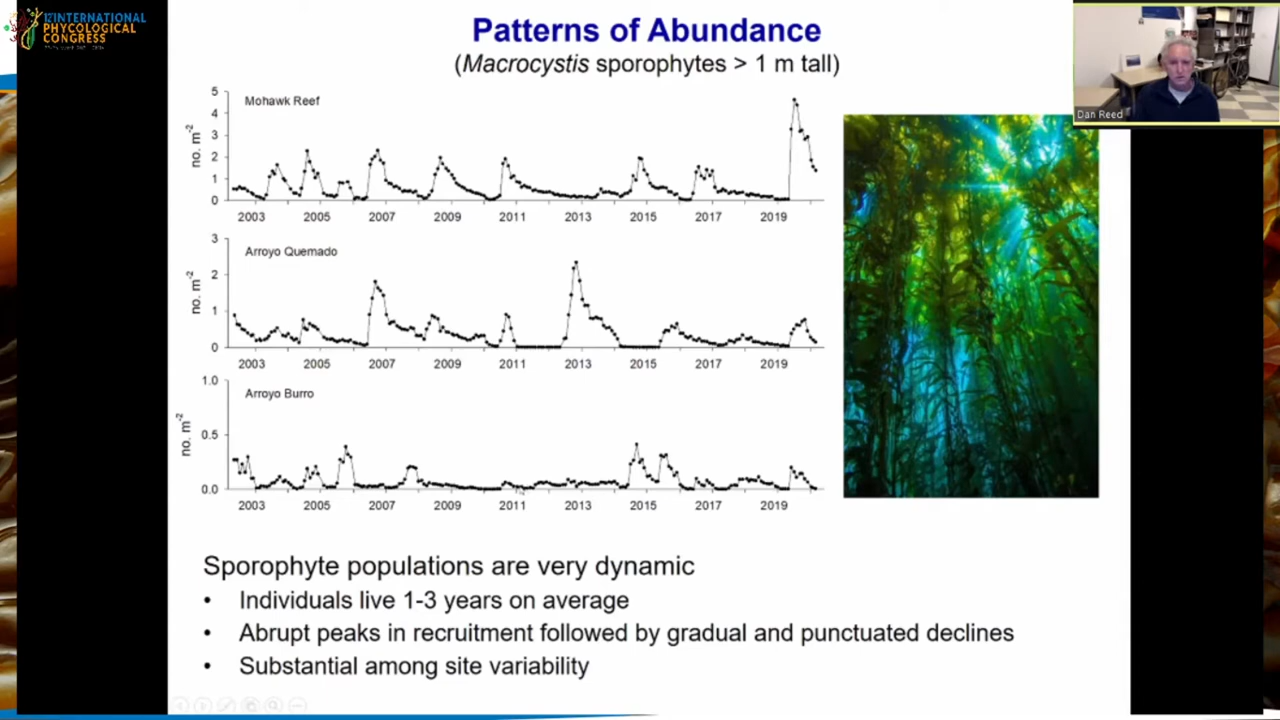 12th INTERNATIONAL
PHYCOLOGICAL
CONGRESS
Patterns of Abundance
(Macrocystis sporophytes > 1 m tall)
Dan Reed
Mohawk Reef
no. m-2
5
4
3
2
1
0
2003 2005 2007 2009 2011 2013 2015 2017 2019
Arroyo Quemado
no. m-2
3
2
1
0
2003 2005 2007 2009 2011 2013 2015 2017 2019
Arroyo Burro
no. m-2
1.0
0.5
0.0
2003 2005 2007 2009 2011 2013 2015 2017 2019
Sporophyte populations are very dynamic
• Individuals live 1-3 years on average
• Abrupt peaks in recruitment followed by gradual and punctuated declines
• Substantial among site variability